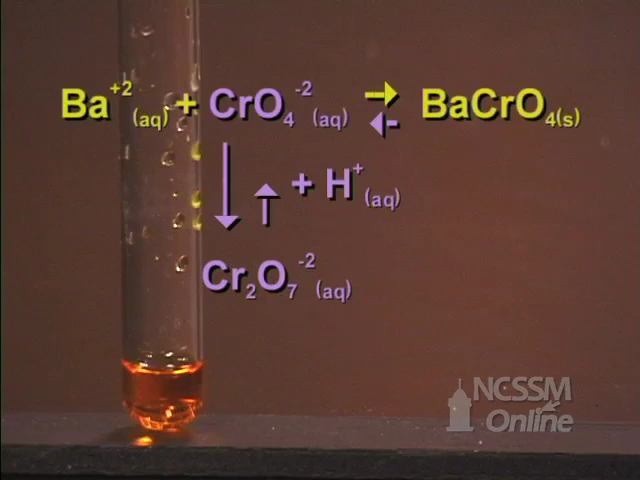 Ba+2(aq) + CrO4-2(aq) ⇄ BaCrO4(s)
+ H+(aq)
Cr2O7-2(aq)
NCSSM
Online